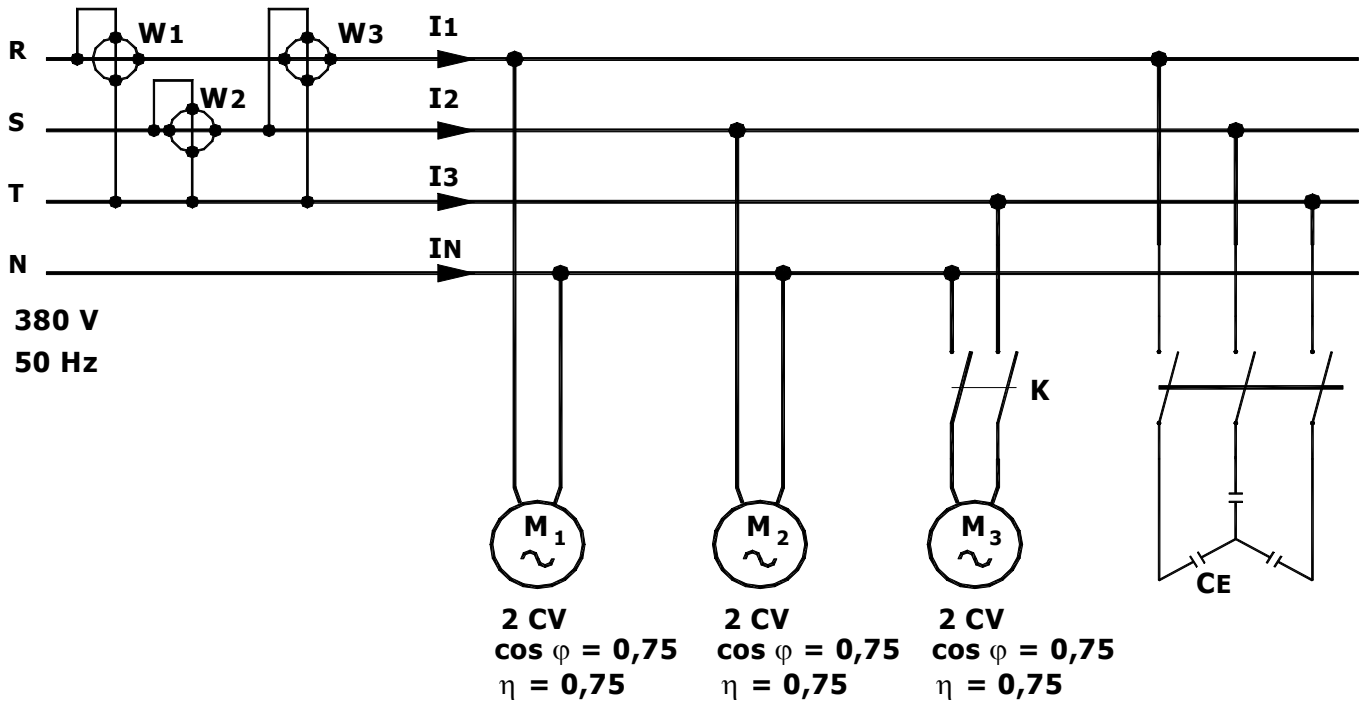 W1
W3
I1
R
W2
I2
S
I3
T
IN
N
380 V
50 Hz
K
M1
M2
M3
CE
2 CV
cos φ = 0,75
η = 0,75
2 CV
cos φ = 0,75
η = 0,75
2 CV
cos φ = 0,75
η = 0,75